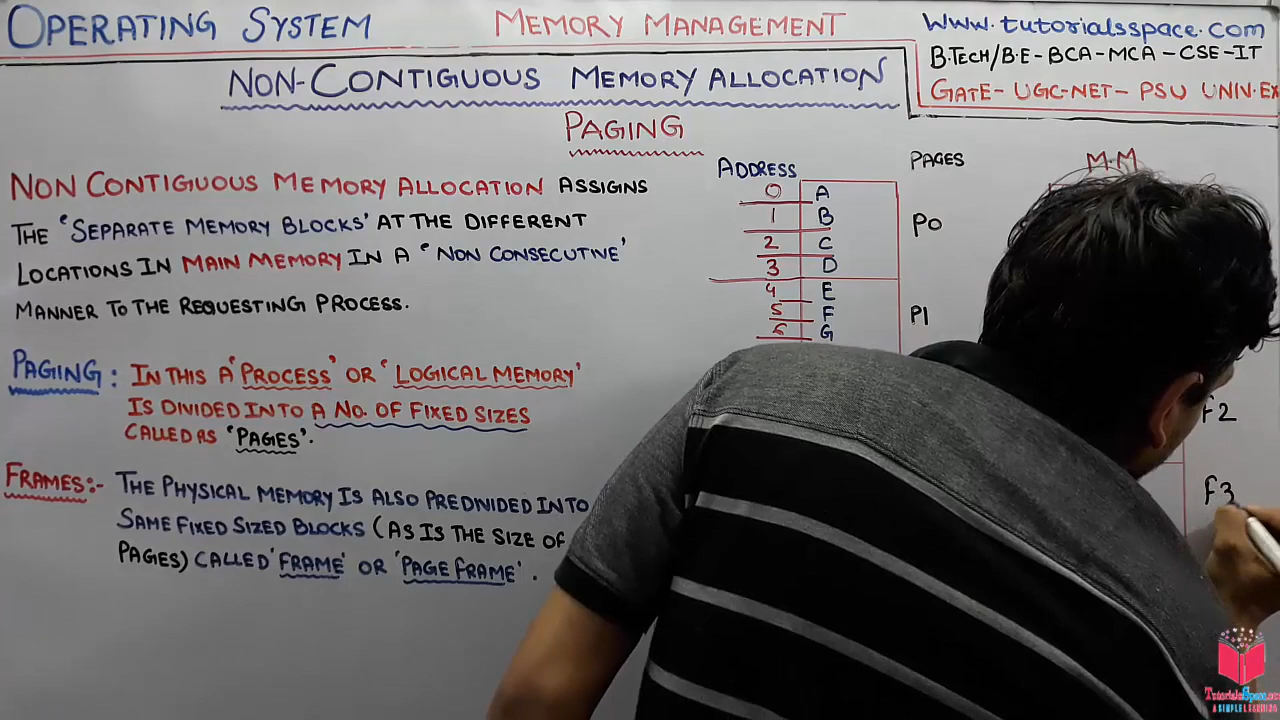 OPERATING SYSTEM
MEMORY MANAGEMENT
www.tutorialsspace.com
B.TECH/B.E-BCA-MCA-CSE-IT
GATE-UGC-NET-PSU UNIV.EX
NON-CONTIGUOUS MEMORY ALLOCATION
PAGING
NON CONTIGUOUS MEMORY ALLOCATION ASSIGNS
THE 'SEPARATE MEMORY BLOCKS' AT THE DIFFERENT
LOCATIONS IN MAIN MEMORY IN A 'NON CONSECUTIVE'
MANNER TO THE REQUESTING PROCESS.
PAGING: IN THIS A 'PROCESS' OR 'LOGICAL MEMORY'
IS DIVIDED INTO A NO. OF FIXED SIZES
CALLED AS 'PAGES'.
FRAMES:- THE PHYSICAL MEMORY IS ALSO PREDIVIDED INTO
SAME FIXED SIZED BLOCKS (AS IS THE SIZE OF
PAGES) CALLED 'FRAME' OR 'PAGE FRAME'.
ADDRESS
PAGES
M.M
0 A
1 B
2 C
3 D
4 E
5 F
6 G
P0
P1
F2
F3
TutorialsSpace.com
A SIMPLE LEARNING